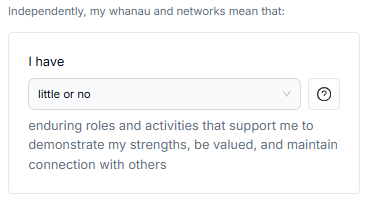 Independently, my whanau and networks mean that:
I have
little or no
enduring roles and activities that support me to
demonstrate my strengths, be valued, and maintain
connection with others